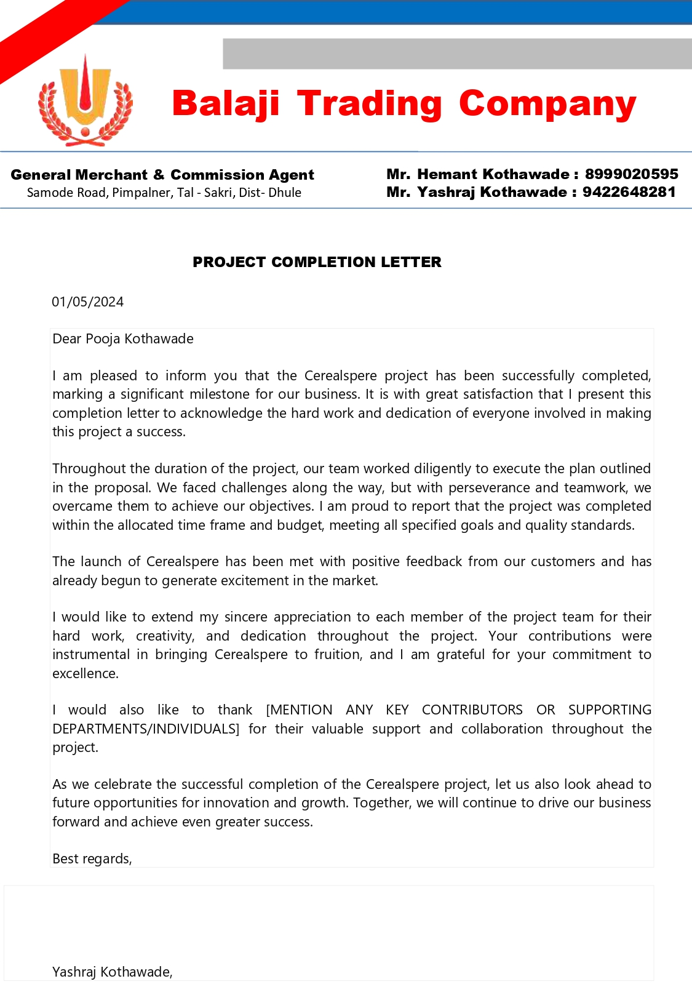 Balaji Trading Company
General Merchant & Commission Agent
Samode Road, Pimpalner, Tal - Sakri, Dist- Dhule
Mr. Hemant Kothawade : 8999020595
Mr. Yashraj Kothawade : 9422648281
PROJECT COMPLETION LETTER
01/05/2024
Dear Pooja Kothawade
I am pleased to inform you that the Cerealspere project has been successfully completed,
marking a significant milestone for our business. It is with great satisfaction that I present this
completion letter to acknowledge the hard work and dedication of everyone involved in making
this project a success.
Throughout the duration of the project, our team worked diligently to execute the plan outlined
in the proposal. We faced challenges along the way, but with perseverance and teamwork, we
overcame them to achieve our objectives. I am proud to report that the project was completed
within the allocated time frame and budget, meeting all specified goals and quality standards.
The launch of Cerealspere has been met with positive feedback from our customers and has
already begun to generate excitement in the market.
I would like to extend my sincere appreciation to each member of the project team for their
hard work, creativity, and dedication throughout the project. Your contributions were
instrumental in bringing Cerealspere to fruition, and I am grateful for your commitment to
excellence.
I would also like to thank [MENTION ANY KEY CONTRIBUTORS OR SUPPORTING
DEPARTMENTS/INDIVIDUALS] for their valuable support and collaboration throughout the
project.
As we celebrate the successful completion of the Cerealspere project, let us also look ahead to
future opportunities for innovation and growth. Together, we will continue to drive our business
forward and achieve even greater success.
Best regards,
Yashraj Kothawade,